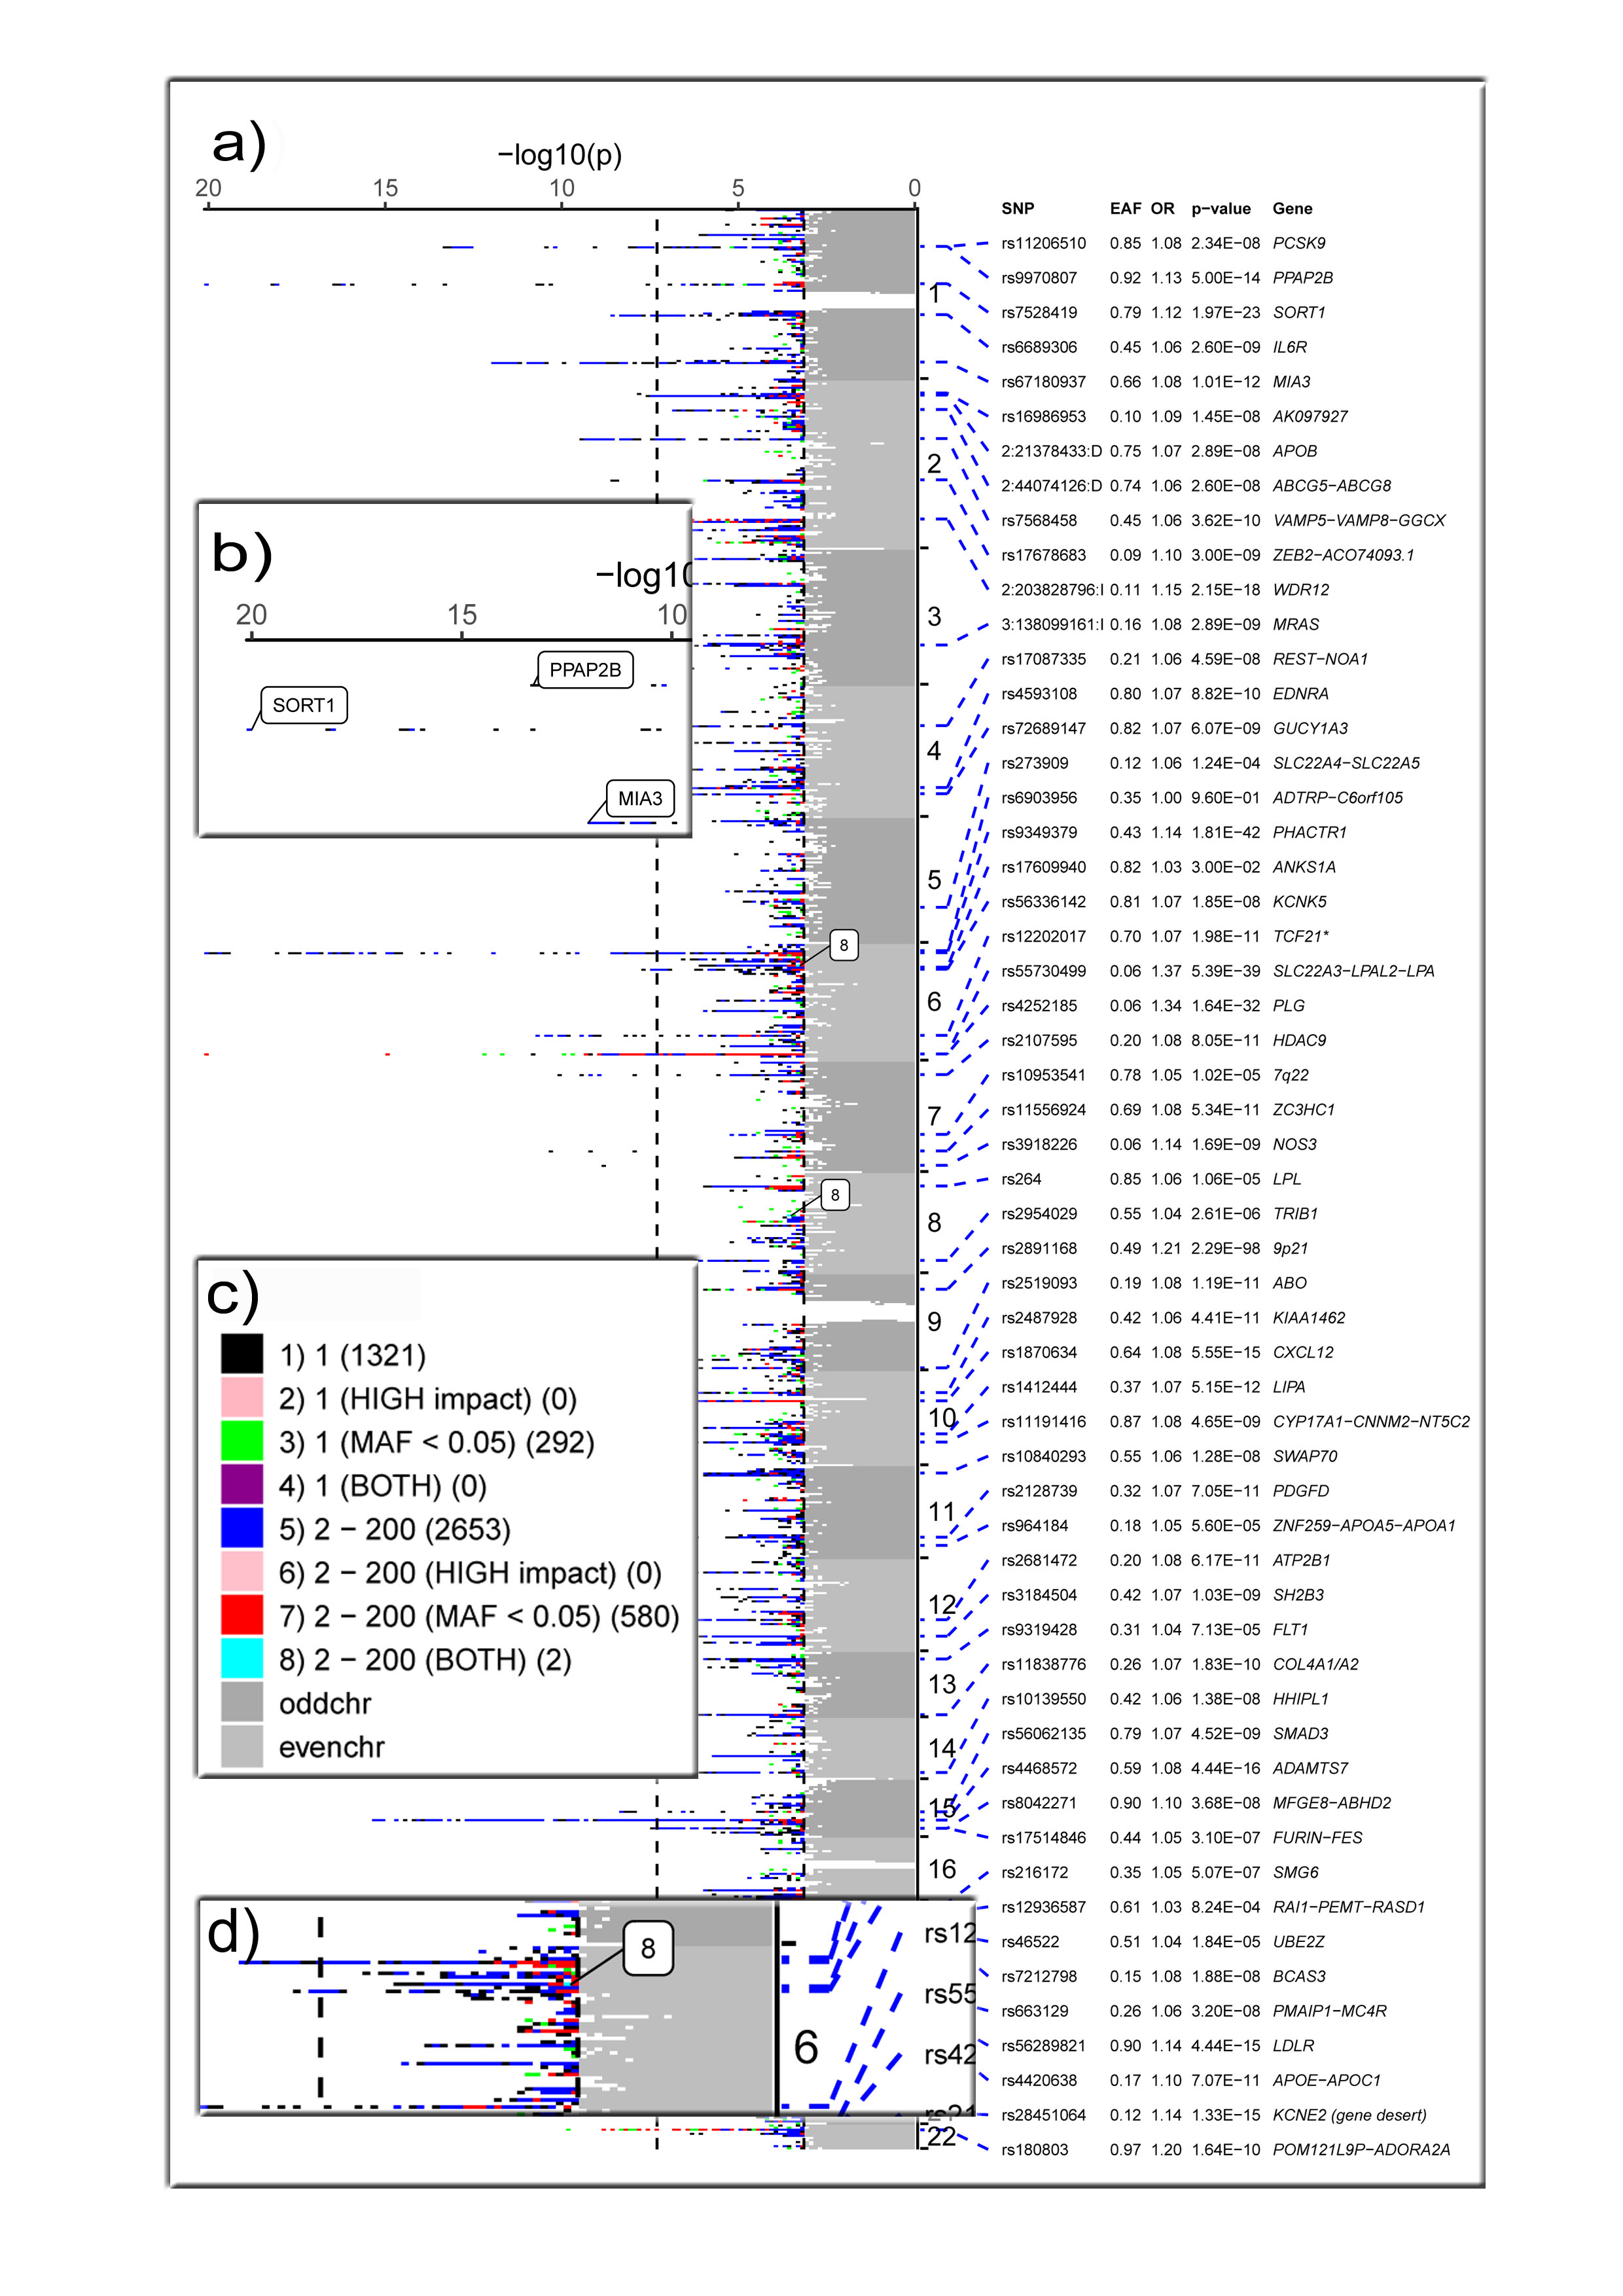 a)
−log10(p)
20 15 10 5 0
SNP EAF OR p−value Gene
rs11206510 0.85 1.08 2.34E−08 PCSK9
rs9970807 0.92 1.13 5.00E−14 PPAP2B
rs7528419 0.79 1.12 1.97E−23 SORT1
rs6689306 0.45 1.06 2.60E−09 IL6R
rs67180937 0.66 1.08 1.01E−12 MIA3
rs16986953 0.10 1.09 1.45E−08 AK097927
2:21378433:D 0.75 1.07 2.89E−08 APOB
2:44074126:D 0.74 1.06 2.60E−08 ABCG5−ABCG8
rs7568458 0.45 1.06 3.62E−10 VAMP5−VAMP8−GGCX
rs17678683 0.09 1.10 3.00E−09 ZEB2−ACO74093.1
2:203828796:I 0.11 1.15 2.15E−18 WDR12
3:138099161:I 0.16 1.08 2.89E−09 MRAS
rs17087335 0.21 1.06 4.59E−08 REST−NOA1
rs4593108 0.80 1.07 8.82E−10 EDNRA
rs72689147 0.82 1.07 6.07E−09 GUCY1A3
rs273909 0.12 1.06 1.24E−04 SLC22A4−SLC22A5
rs6903956 0.35 1.00 9.60E−01 ADTRP−C6orf105
rs9349379 0.43 1.14 1.81E−42 PHACTR1
rs17609940 0.82 1.03 3.00E−02 ANKS1A
rs56336142 0.81 1.07 1.85E−08 KCNK5
rs12202017 0.70 1.07 1.98E−11 TCF21*
rs55730499 0.06 1.37 5.39E−39 SLC22A3−LPAL2−LPA
rs4252185 0.06 1.34 1.64E−32 PLG
rs2107595 0.20 1.08 8.05E−11 HDAC9
rs10953541 0.78 1.05 1.02E−05 7q22
rs11556924 0.69 1.08 5.34E−11 ZC3HC1
rs3918226 0.06 1.14 1.69E−09 NOS3
rs264 0.85 1.06 1.06E−05 LPL
rs2954029 0.55 1.04 2.61E−06 TRIB1
rs2891168 0.49 1.21 2.29E−98 9p21
rs2519093 0.19 1.08 1.19E−11 ABO
rs2487928 0.42 1.06 4.41E−11 KIAA1462
rs1870634 0.64 1.08 5.55E−15 CXCL12
rs1412444 0.37 1.07 5.15E−12 LIPA
rs11191416 0.87 1.08 4.65E−09 CYP17A1−CNNM2−NT5C2
rs10840293 0.55 1.06 1.28E−08 SWAP70
rs2128739 0.32 1.07 7.05E−11 PDGFD
rs964184 0.18 1.05 5.60E−05 ZNF259−APOA5−APOA1
rs2681472 0.20 1.08 6.17E−11 ATP2B1
rs3184504 0.42 1.07 1.03E−09 SH2B3
rs9319428 0.31 1.04 7.13E−05 FLT1
rs11838776 0.26 1.07 1.83E−10 COL4A1/A2
rs10139550 0.42 1.06 1.38E−08 HHIPL1
rs56062135 0.79 1.07 4.52E−09 SMAD3
rs4468572 0.59 1.08 4.44E−16 ADAMTS7
rs8042271 0.90 1.10 3.68E−08 MFGE8−ABHD2
rs17514846 0.44 1.05 3.10E−07 FURIN−FES
rs216172 0.35 1.05 5.07E−07 SMG6
rs12936587 0.61 1.03 8.24E−04 RAI1−PEMT−RASD1
rs46522 0.51 1.04 1.84E−05 UBE2Z
rs7212798 0.15 1.08 1.88E−08 BCAS3
rs663129 0.26 1.06 3.20E−08 PMAIP1−MC4R
rs56289821 0.90 1.14 4.44E−15 LDLR
rs4420638 0.17 1.10 7.07E−11 APOE−APOC1
rs28451064 0.12 1.14 1.33E−15 KCNE2 (gene desert)
rs180803 0.97 1.20 1.64E−10 POM121L9P−ADORA2A
1
2
3
4
5
6
7
8
9
10
11
12
13
14
15
16
22
8
8
b)
−log10
20 15 10
PPAP2B
SORT1
MIA3
c)
1) 1 (1321)
2) 1 (HIGH impact) (0)
3) 1 (MAF < 0.05) (292)
4) 1 (BOTH) (0)
5) 2 − 200 (2653)
6) 2 − 200 (HIGH impact) (0)
7) 2 − 200 (MAF < 0.05) (580)
8) 2 − 200 (BOTH) (2)
oddchr
evenchr
d)
8
6
rs12
rs55
rs42